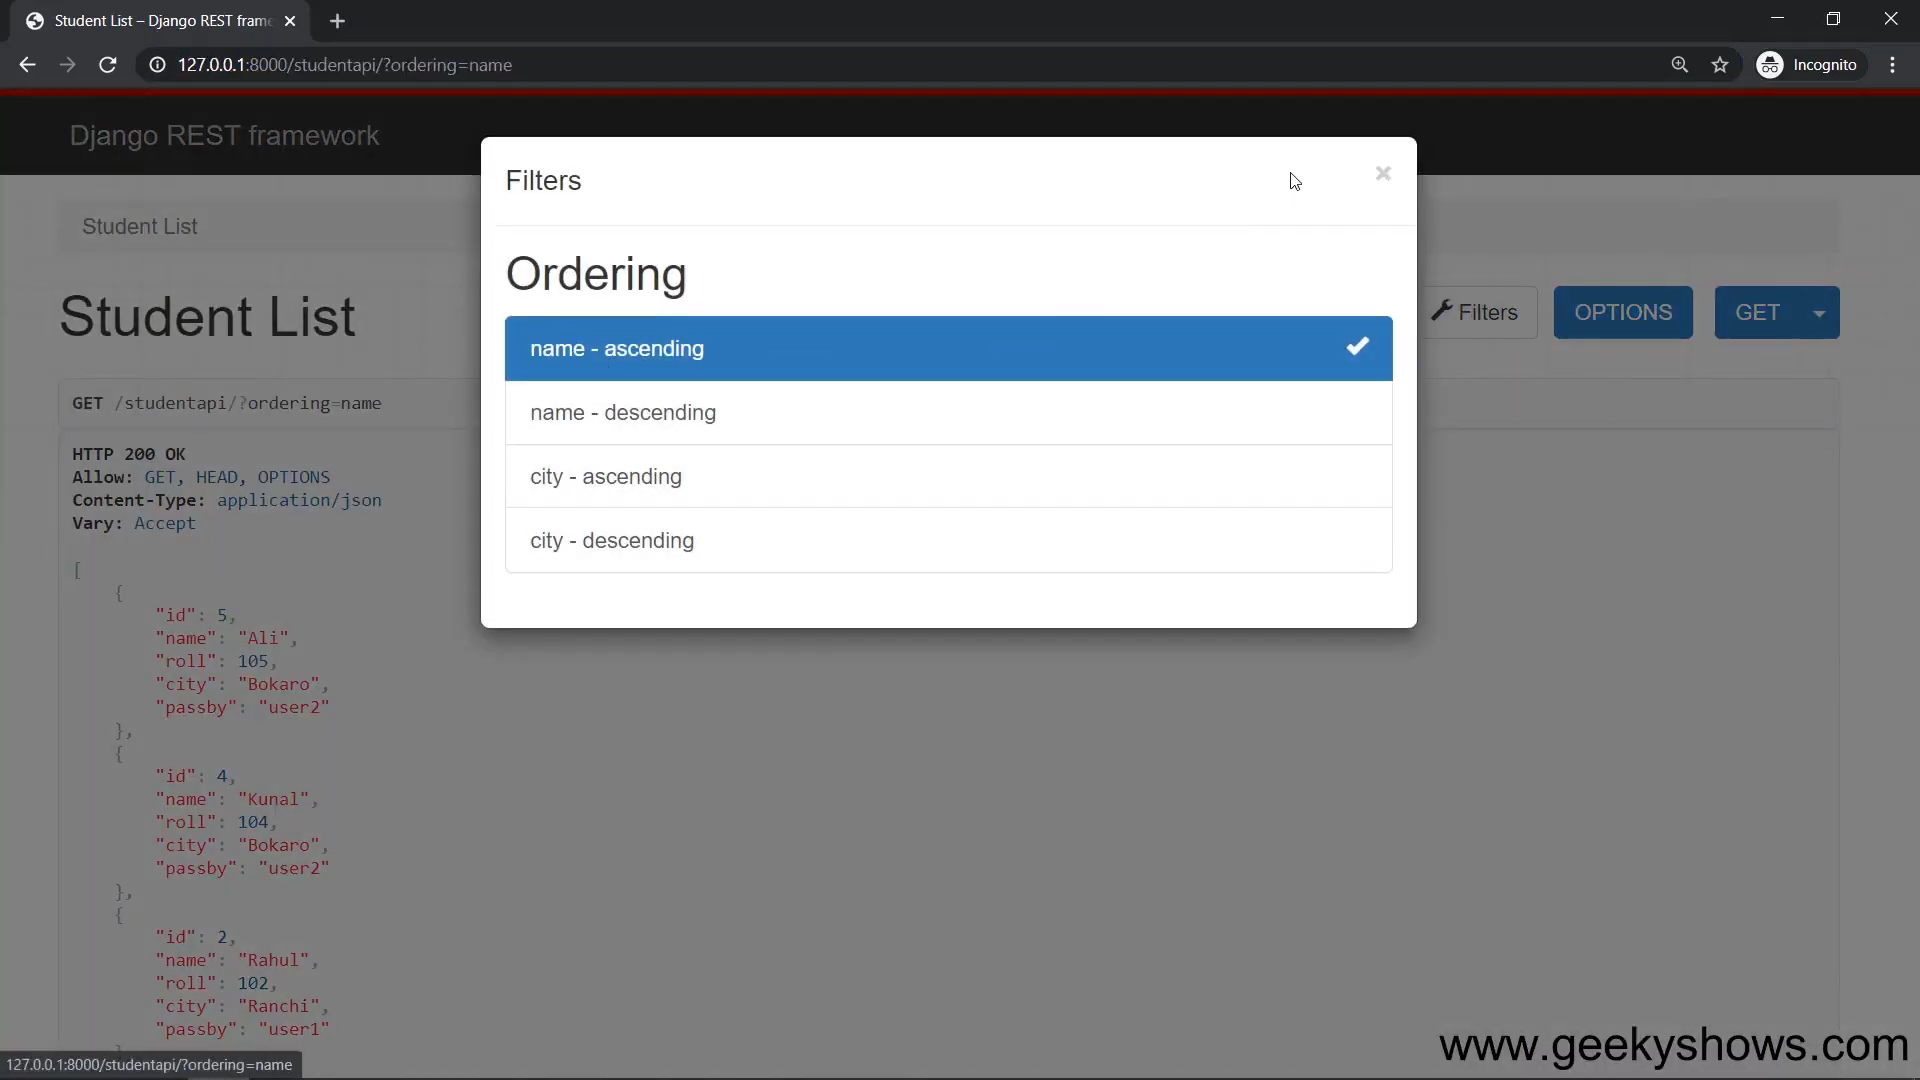 Student List – Django REST frame
127.0.0.1:8000/studentapi/?ordering=name
Incognito
Django REST framework
Filters
×
Student List
Ordering
Student List
Filters
OPTIONS
GET
name - ascending
name - descending
city - ascending
city - descending
GET /studentapi/?ordering=name
HTTP 200 OK
Allow: GET, HEAD, OPTIONS
Content-Type: application/json
Vary: Accept
[
{
"id": 5,
"name": "Ali",
"roll": 105,
"city": "Bokaro",
"passby": "user2"
},
{
"id": 4,
"name": "Kunal",
"roll": 104,
"city": "Bokaro",
"passby": "user2"
},
{
"id": 2,
"name": "Rahul",
"roll": 102,
"city": "Ranchi",
"passby": "user1"
127.0.0.1:8000/studentapi/?ordering=name
www.geekyshows.com